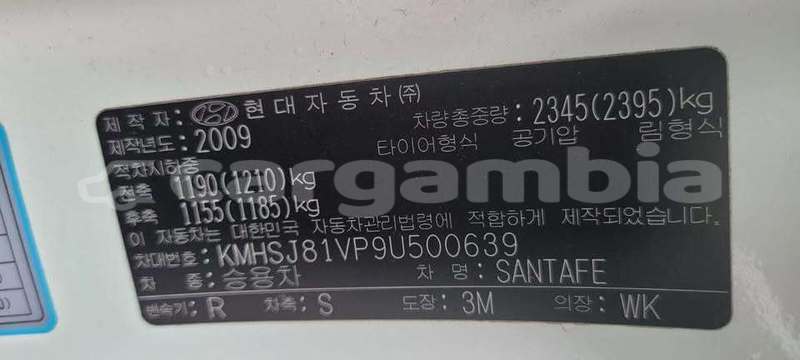 제 작 자 : 현대자동차㈜
차량총중량 : 2345(2395)kg
제작년도 : 2009
타이어형식 공기압 림형식
적차시하중
전축 1190(1210)kg
후축 1155(1185)kg
이 자동차는 대한민국 자동차관리법령에 적합하게 제작되었습니다.
차대번호 : KMHSJ81VP9U500639
차 종 : 승용차 차 명 : SANTAFE
변속기 : R 차축 : S 도장 : 3M 의장 : WK
cargambia